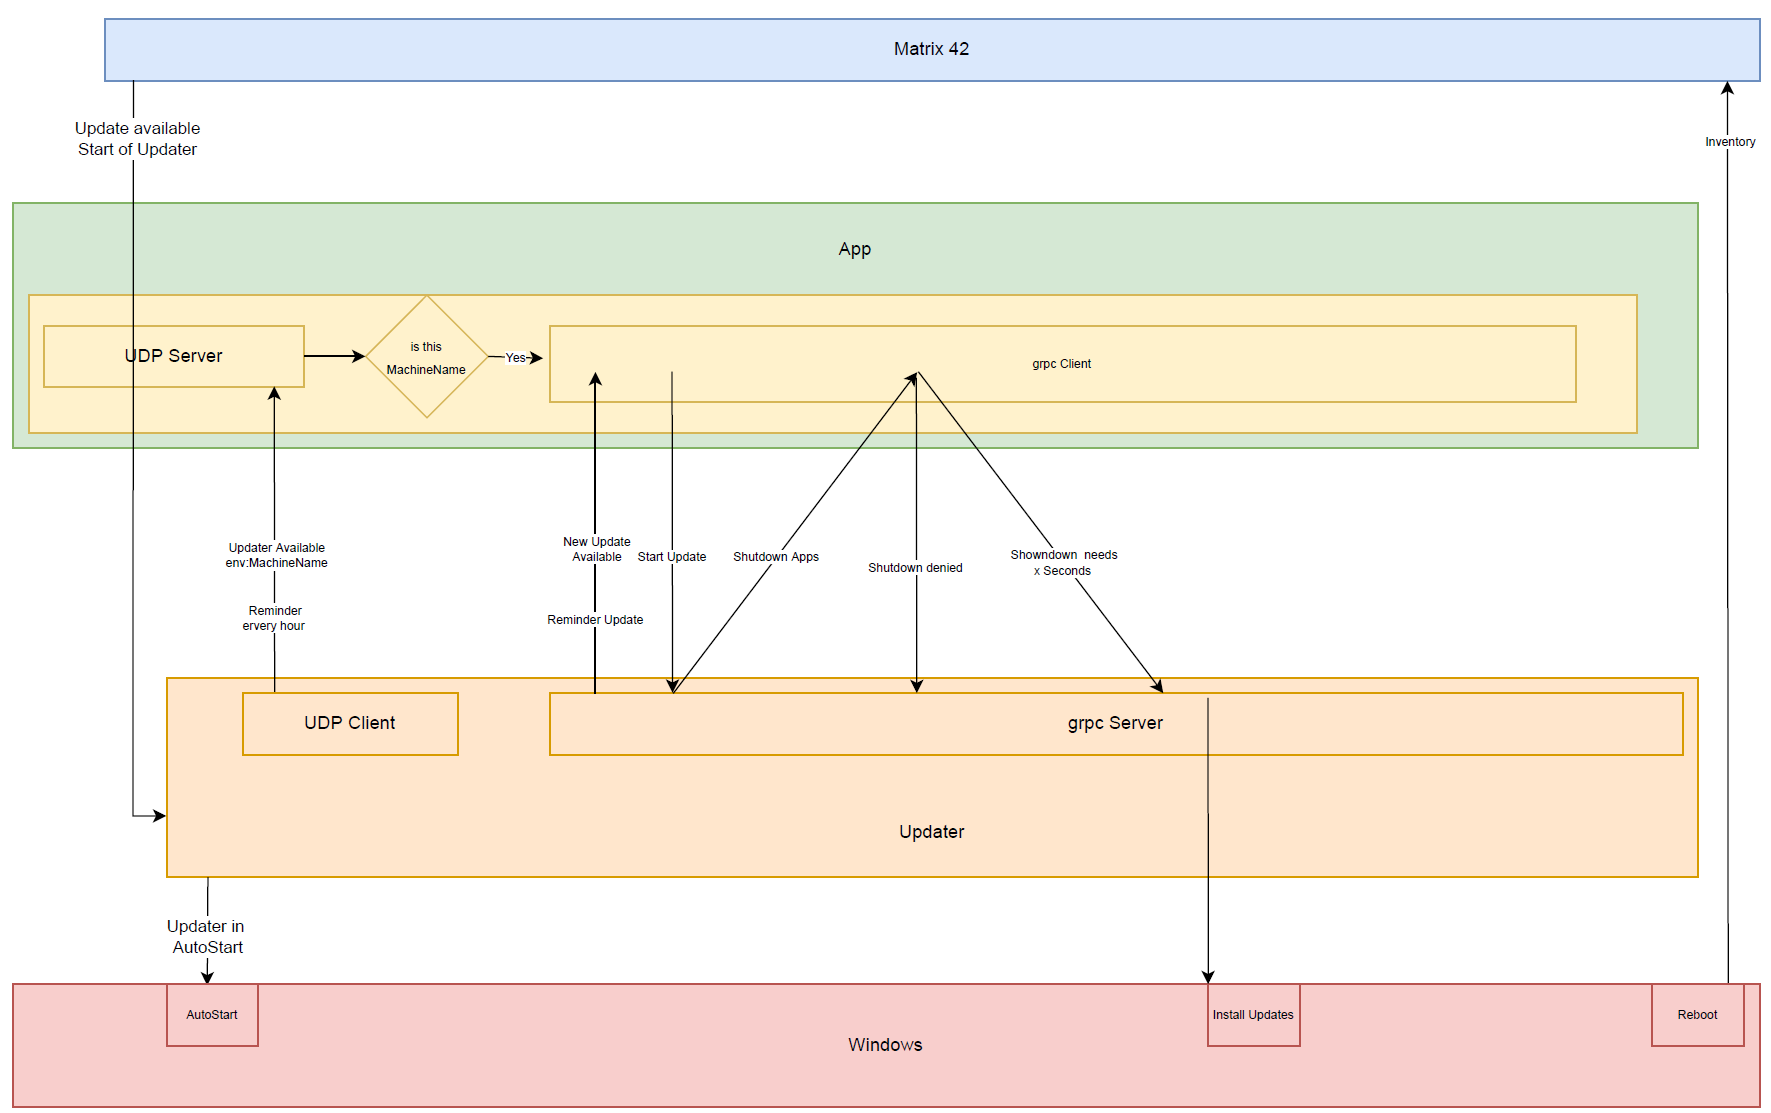 Matrix 42
Update available
Start of Updater
Inventory
App
UDP Server
is this
MachineName
Yes
grpc Client
Updater Available
env:MachineName
Reminder
ervery hour
New Update
Available
Reminder Update
Start Update
Shutdown Apps
Shutdown denied
Showndown  needs
x Seconds
UDP Client
grpc Server
Updater
Updater in
AutoStart
AutoStart
Install Updates
Reboot
Windows